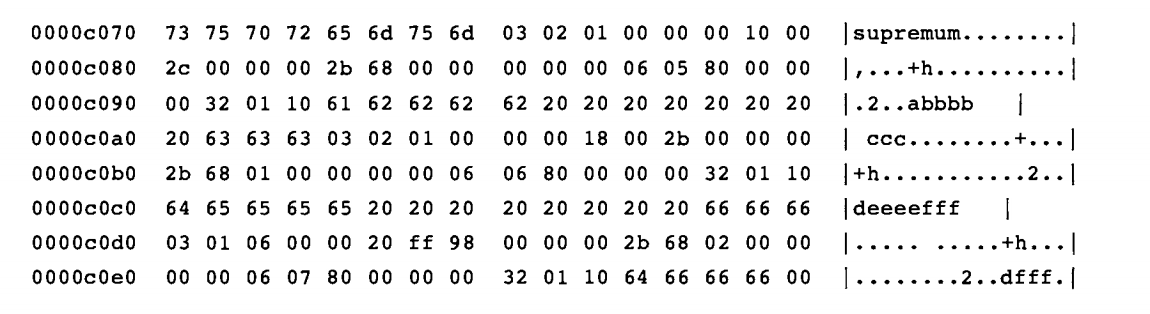 0000c070 73 75 70 72 65 6d 75 6d 03 02 01 00 00 00 10 00 |supremum........|
0000c080 2c 00 00 00 2b 68 00 00 00 00 00 06 05 80 00 00 |,...+h..........|
0000c090 00 32 01 10 61 62 62 62 62 20 20 20 20 20 20 20 |.2..abbbb |
0000c0a0 20 63 63 63 03 02 01 00 00 00 18 00 2b 00 00 00 | ccc........+...|
0000c0b0 2b 68 01 00 00 00 00 06 06 80 00 00 00 32 01 10 |+h...........2..|
0000c0c0 64 65 65 65 65 20 20 20 20 20 20 20 20 66 66 66 |deeeefff |
0000c0d0 03 01 06 00 00 20 ff 98 00 00 00 2b 68 02 00 00 |..... .....+h...|
0000c0e0 00 00 06 07 80 00 00 00 32 01 10 64 66 66 66 00 |........2..dfff.|